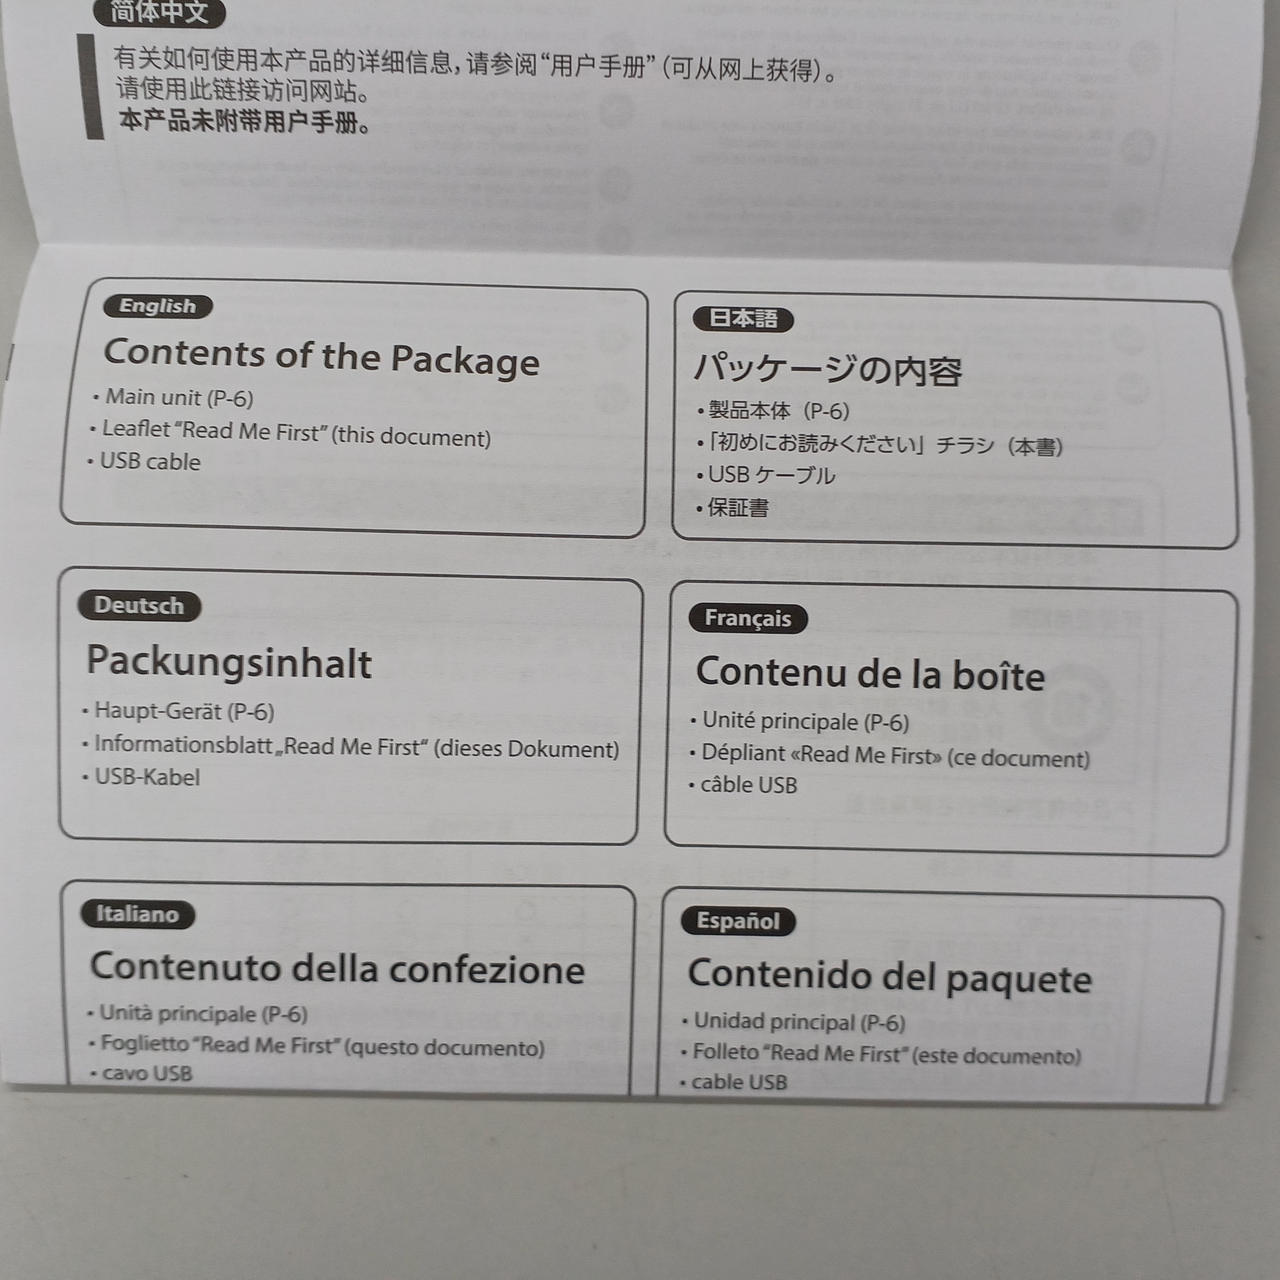 简体中文
有关如何使用本产品的详细信息，请参阅“用户手册”（可从网上获得）。
请使用此链接访问网站。
本产品未附带用户手册。
English
Contents of the Package
• Main unit (P-6)
• Leaflet “Read Me First” (this document)
• USB cable
日本語
パッケージの内容
• 製品本体（P-6）
• 「初めにお読みください」チラシ（本書）
• USB ケーブル
• 保証書
Deutsch
Packungsinhalt
• Haupt-Gerät (P-6)
• Informationsblatt „Read Me First“ (dieses Dokument)
• USB-Kabel
Français
Contenu de la boîte
• Unité principale (P-6)
• Dépliant «Read Me First» (ce document)
• câble USB
Italiano
Contenuto della confezione
• Unità principale (P-6)
• Foglietto “Read Me First” (questo documento)
• cavo USB
Español
Contenido del paquete
• Unidad principal (P-6)
• Folleto “Read Me First” (este documento)
• cable USB